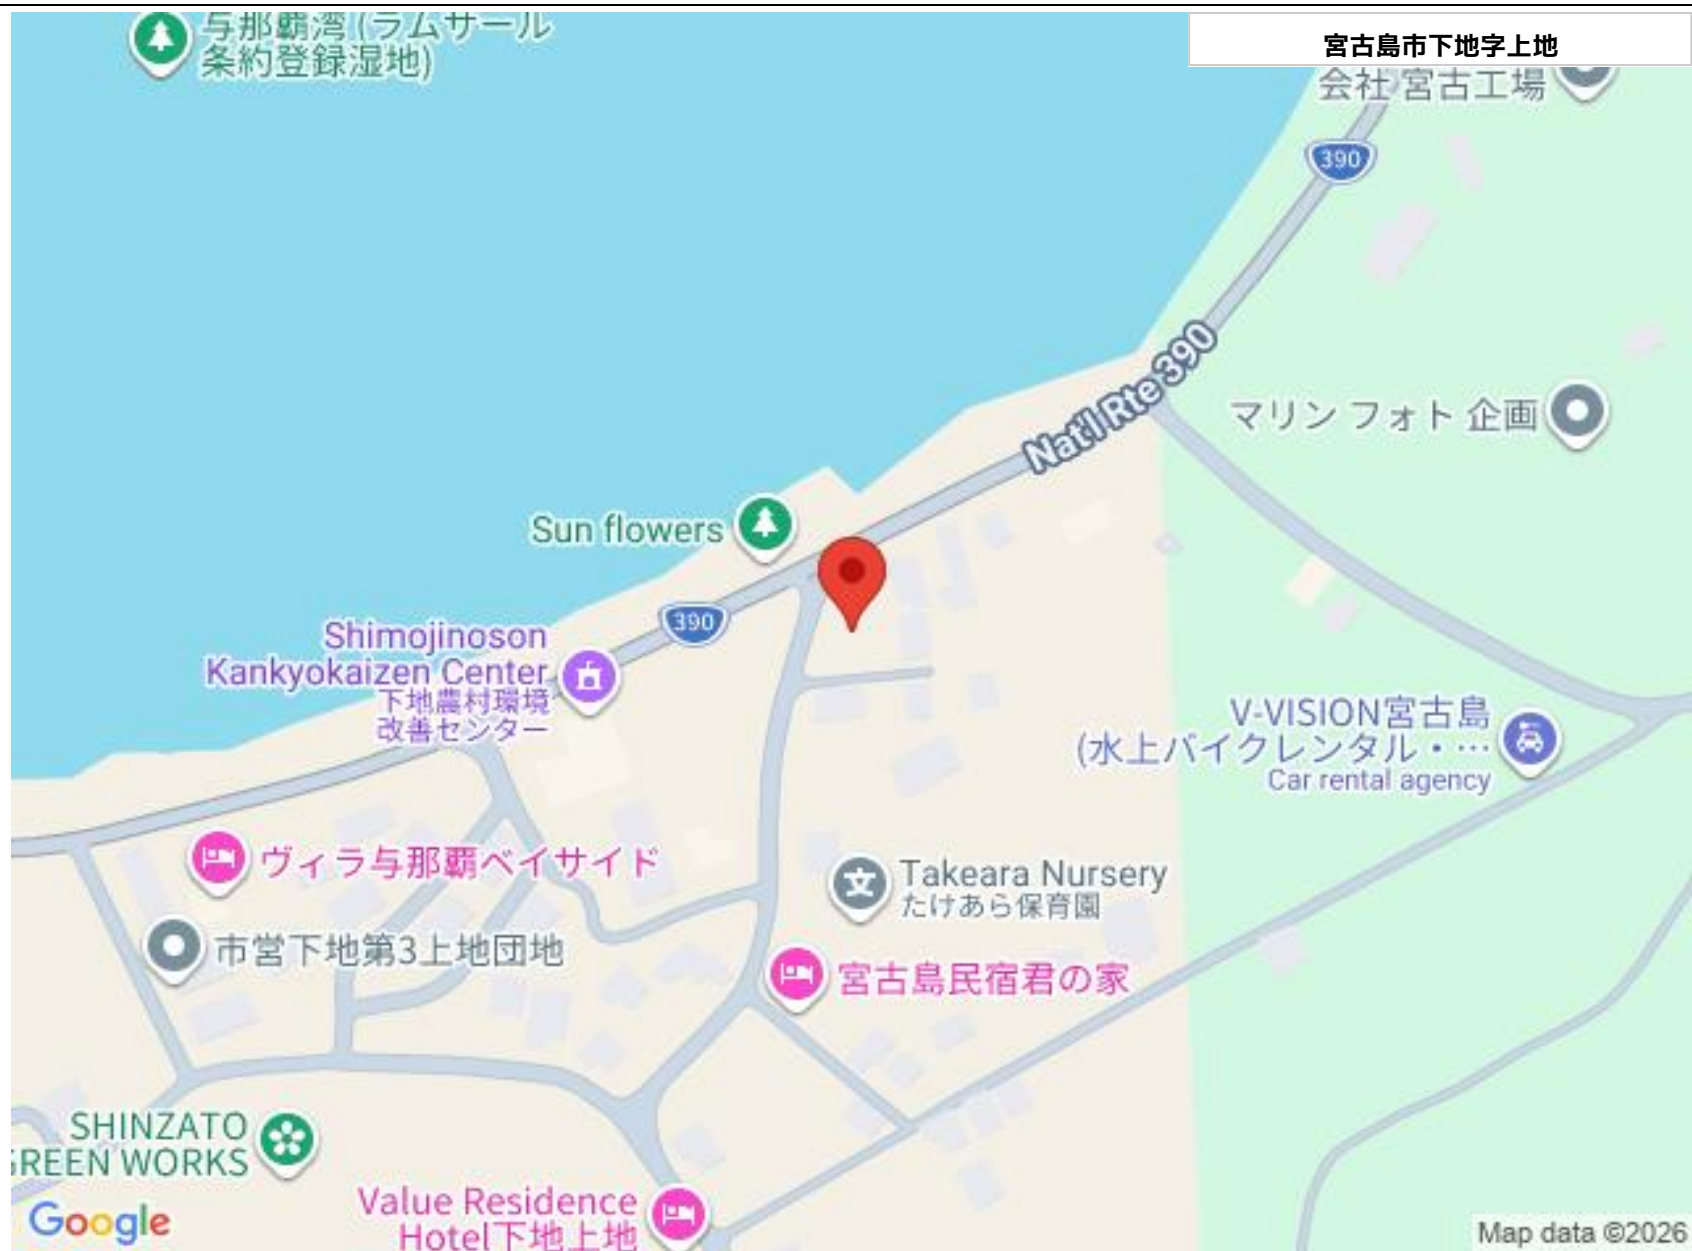 与那覇湾 (ラムサール
条約登録湿地)
宮古島市下地字上地
会社 宮古工場
390
Nat'l Rte 390
マリン フォト 企画
Sun flowers
390
Shimojinoson
Kankyokaizen Center
下地農村環境
改善センター
V-VISION宮古島
(水上バイクレンタル・…
Car rental agency
ヴィラ与那覇ベイサイド
Takeara Nursery
たけあら保育園
市営下地第3上地団地
宮古島民宿君の家
SHINZATO
GREEN WORKS
Value Residence
Hotel下地上地
Google
Map data ©2026